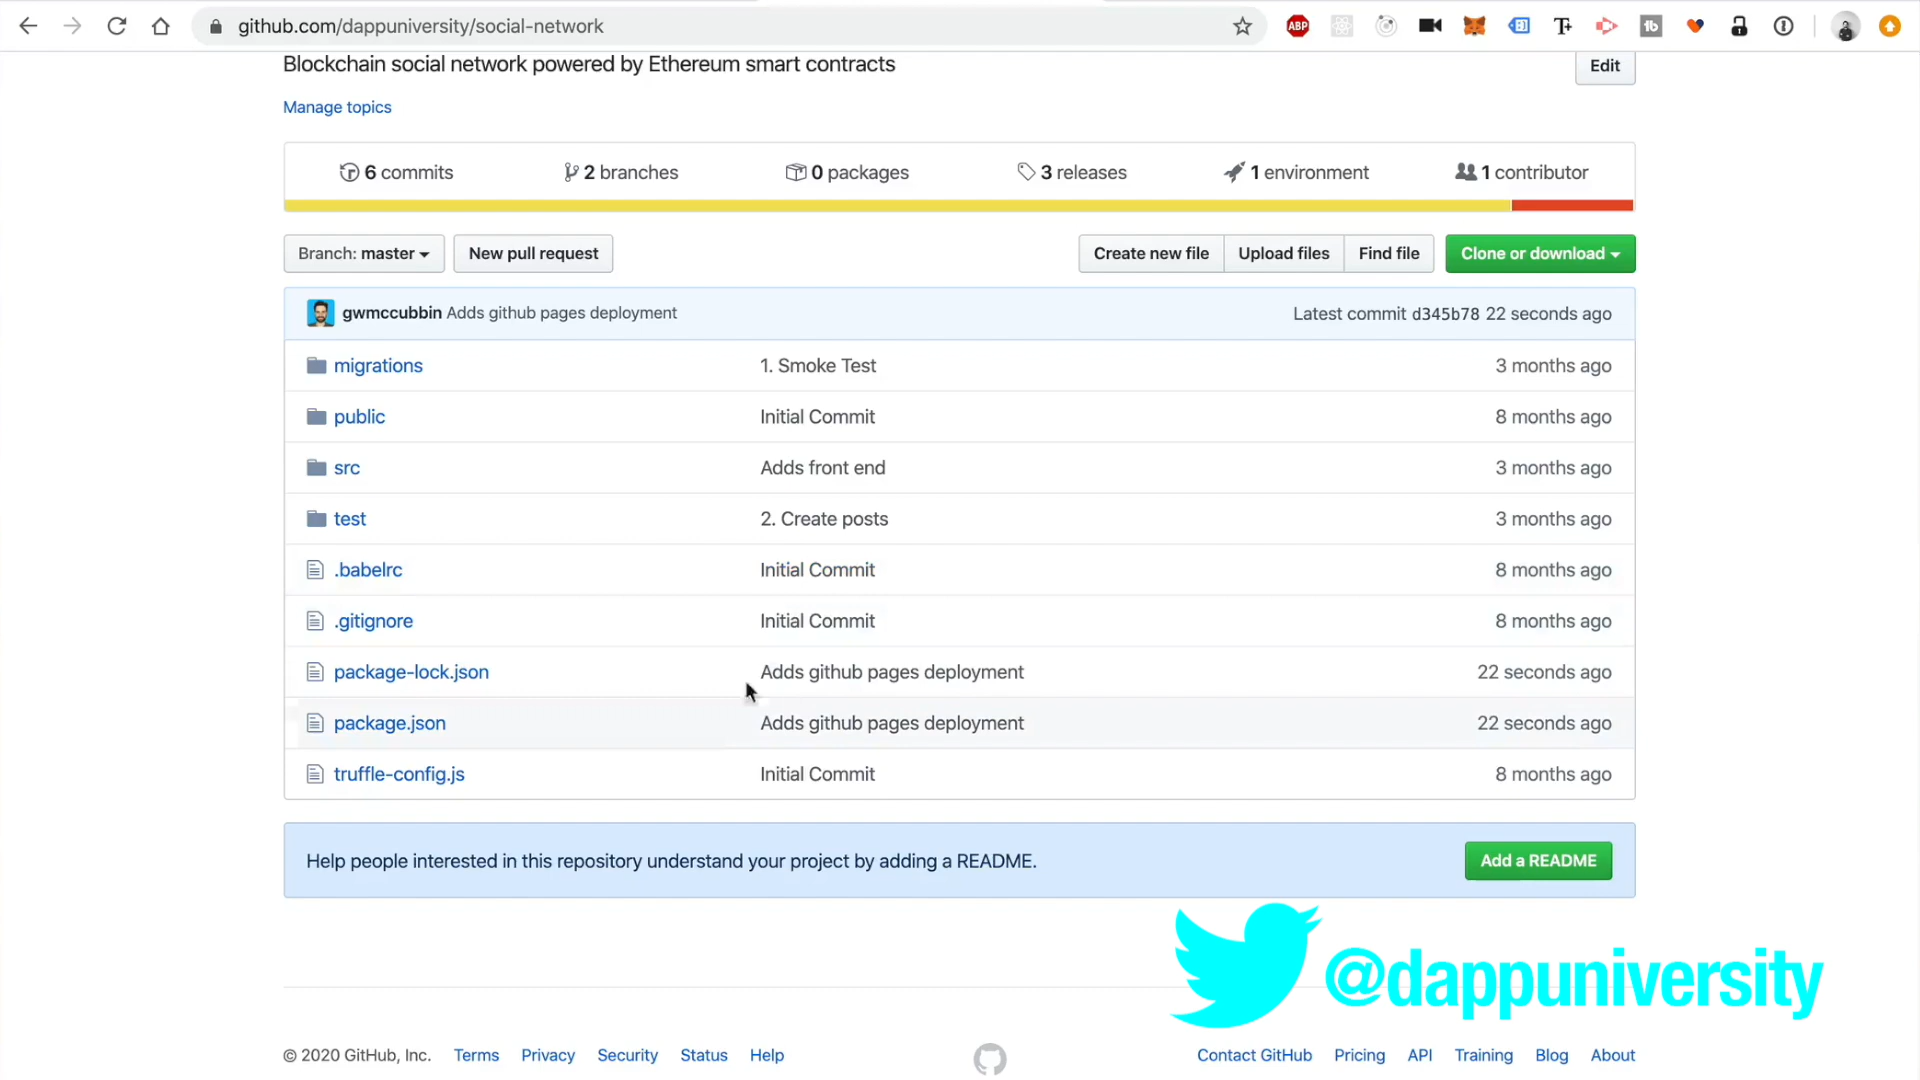 github.com/dappuniversity/social-network
ABP
Blockchain social network powered by Ethereum smart contracts
Edit
Manage topics
6 commits
2 branches
0 packages
3 releases
1 environment
1 contributor
Branch: master
New pull request
Create new file
Upload files
Find file
Clone or download
gwmccubbin Adds github pages deployment
Latest commit d345b78 22 seconds ago
migrations 1. Smoke Test 3 months ago
public Initial Commit 8 months ago
src Adds front end 3 months ago
test 2. Create posts 3 months ago
.babelrc Initial Commit 8 months ago
.gitignore Initial Commit 8 months ago
package-lock.json Adds github pages deployment 22 seconds ago
package.json Adds github pages deployment 22 seconds ago
truffle-config.js Initial Commit 8 months ago
Help people interested in this repository understand your project by adding a README.
Add a README
@dappuniversity
© 2020 GitHub, Inc. Terms Privacy Security Status Help
Contact GitHub Pricing API Training Blog About